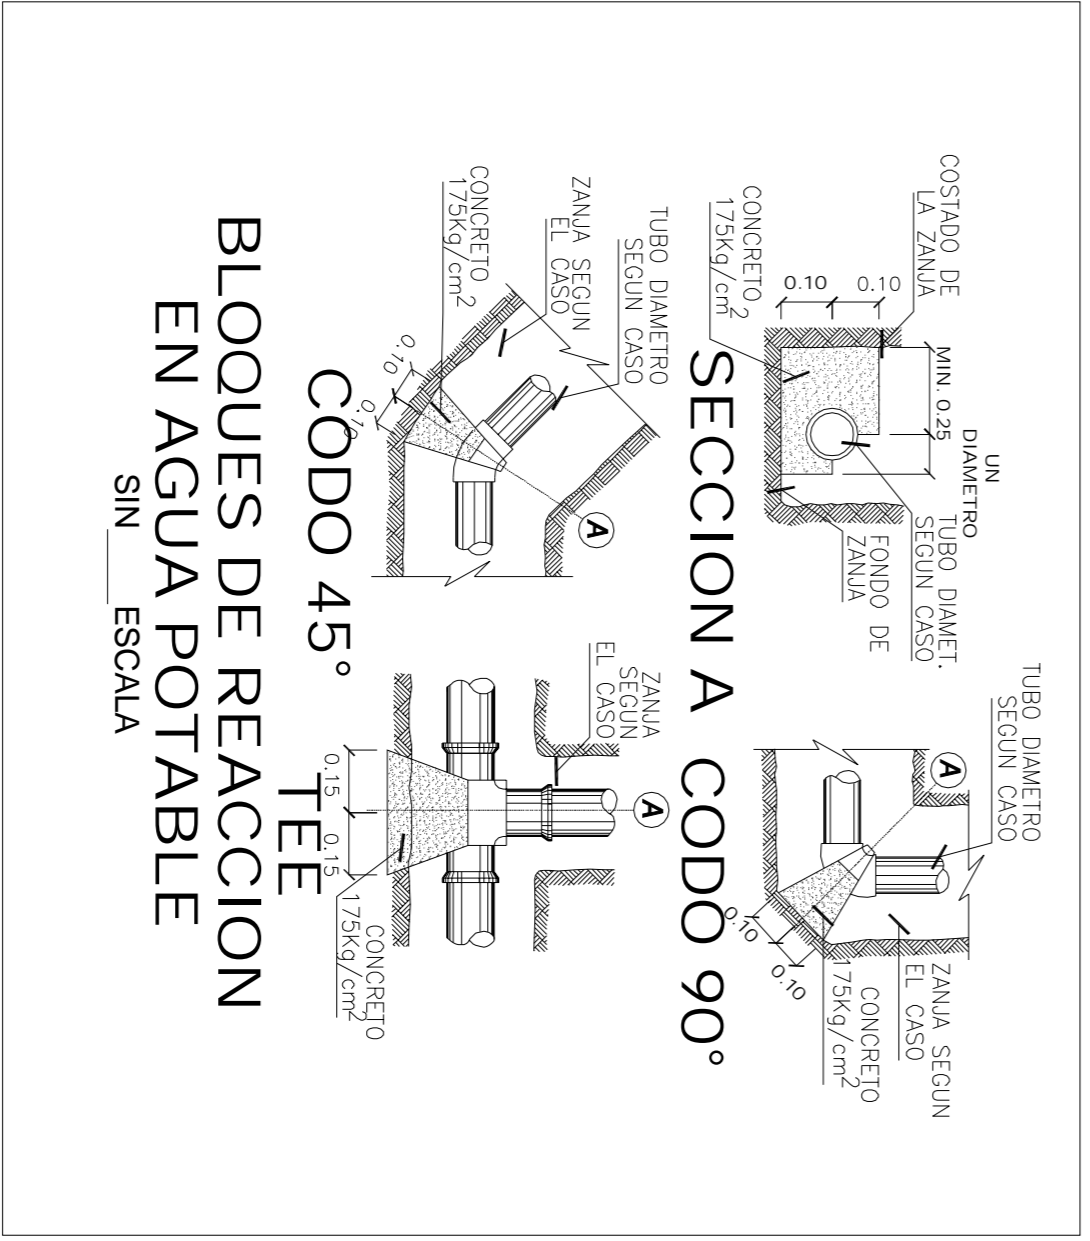 COSTADO DE
LA ZANJA
CONCRETO
175Kg/cm2
0.10
0.10
MIN. 0.25
UN
DIAMETRO
TUBO DIAMET.
SEGUN CASO
FONDO DE
ZANJA
SECCION A
TUBO DIAMETRO
SEGUN CASO
A
ZANJA SEGUN
EL CASO
CONCRETO
175Kg/cm2
0.10
0.10
CODO 90°
TUBO DIAMETRO
SEGUN CASO
ZANJA SEGUN
EL CASO
CONCRETO
175Kg/cm2
0.10
0.10
A
CODO 45°
ZANJA
SEGUN
EL CASO
A
0.15
0.15
CONCRETO
175Kg/cm2
TEE
BLOQUES DE REACCION
EN AGUA POTABLE
SIN ESCALA